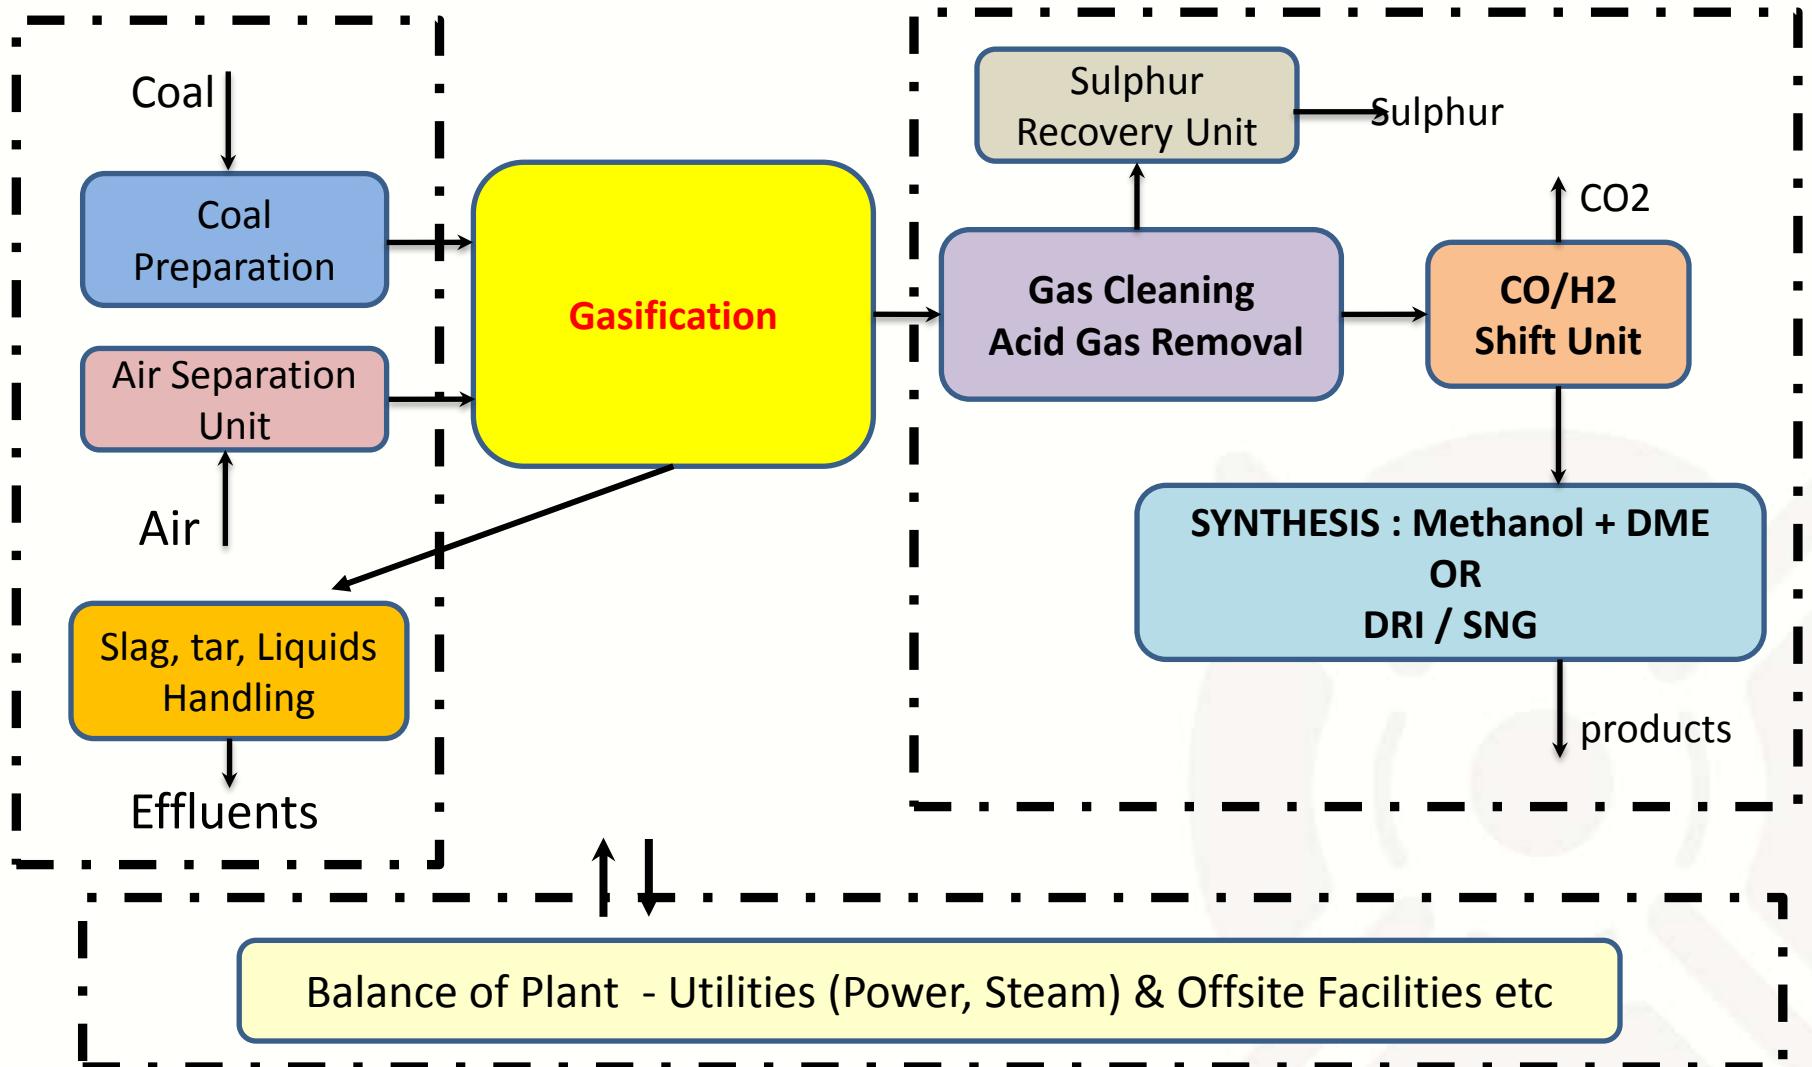 Coal
Coal
Preparation
Air Separation
Unit
Air
Slag, tar, Liquids
Handling
Effluents
Gasification
Sulphur
Recovery Unit
Sulphur
Gas Cleaning
Acid Gas Removal
CO2
CO/H2
Shift Unit
SYNTHESIS : Methanol + DME
OR
DRI / SNG
products
Balance of Plant - Utilities (Power, Steam) & Offsite Facilities etc